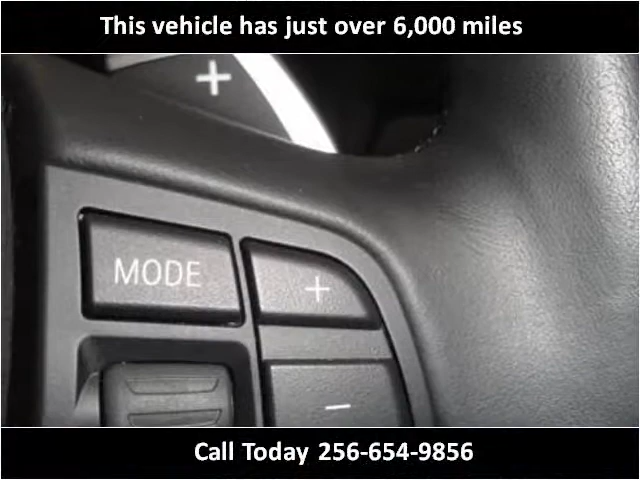 This vehicle has just over 6,000 miles
+
MODE
+
−
Call Today 256-654-9856